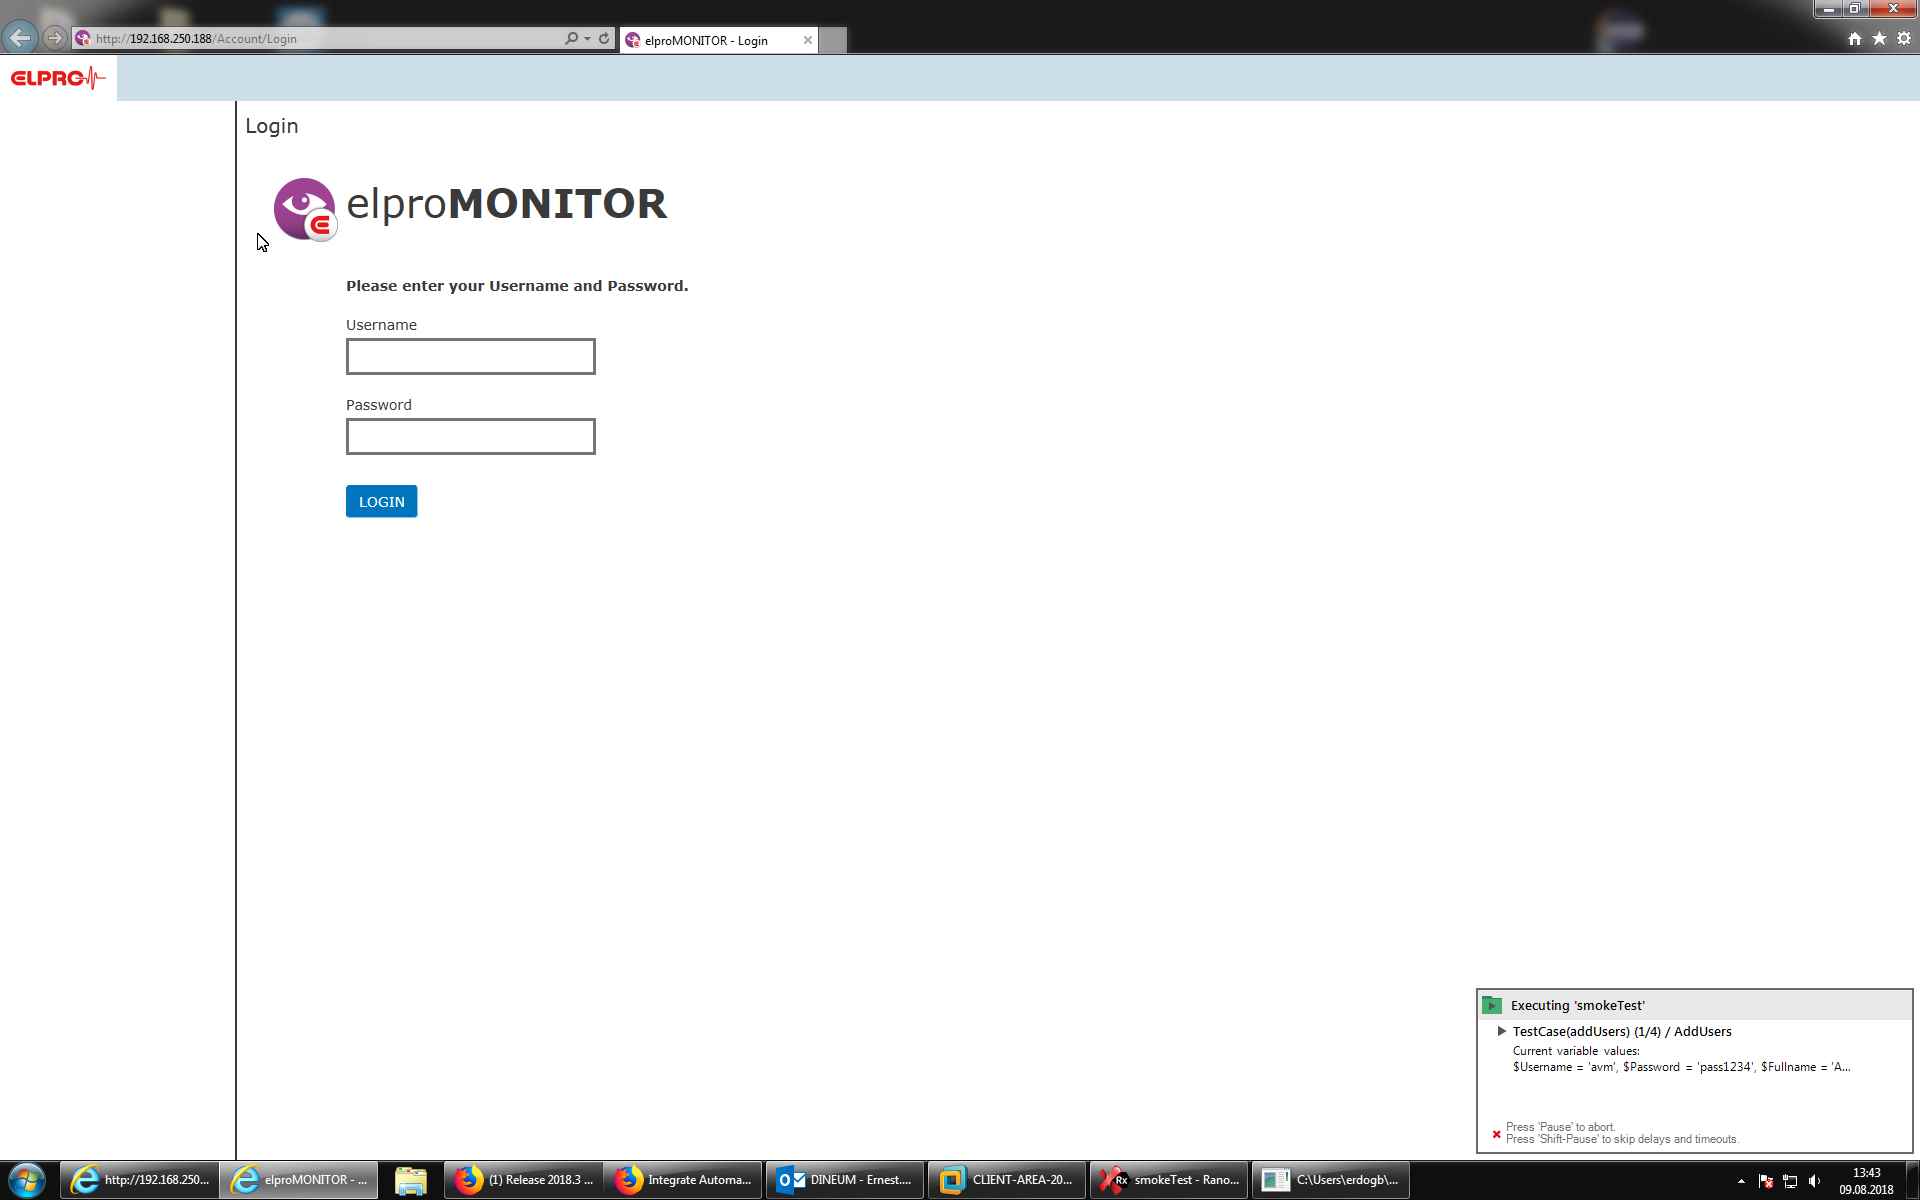 http://192.168.250.188/Account/Login
elproMONITOR - Login
ELPRO
Login
elproMONITOR
Please enter your Username and Password.
Username
Password
LOGIN
Executing 'smokeTest'
TestCase(addUsers) (1/4) / AddUsers
Current variable values:
$Username = 'avm', $Password = 'pass1234', $Fullname = 'A...
Press 'Pause' to abort.
Press 'Shift-Pause' to skip delays and timeouts.
http://192.168.250...
elproMONITOR - ...
(1) Release 2018.3 ...
Integrate Automa...
DINEUM - Ernest....
CLIENT-AREA-20...
Rx
smokeTest - Rano...
C:\Users\erdogb\...
13:43
09.08.2018